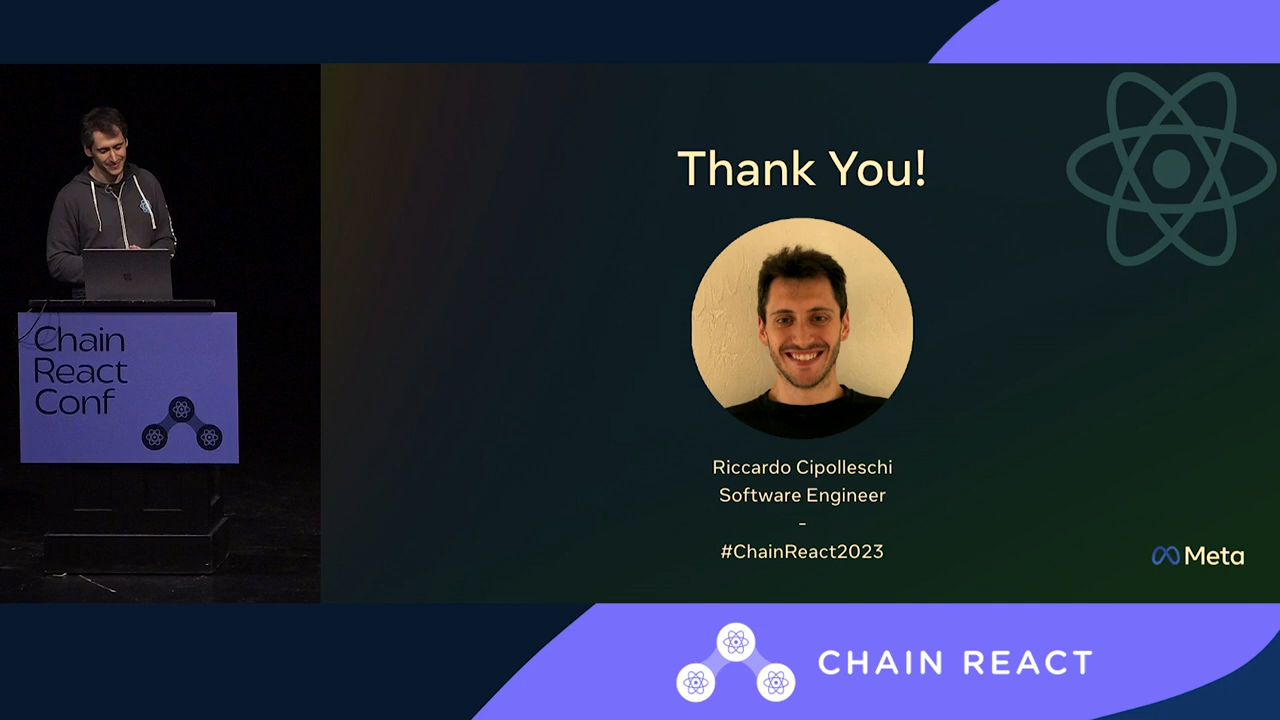 Thank You!
Riccardo Cipolleschi
Software Engineer
-
#ChainReact2023
Meta
Chain
React
Conf
CHAIN REACT